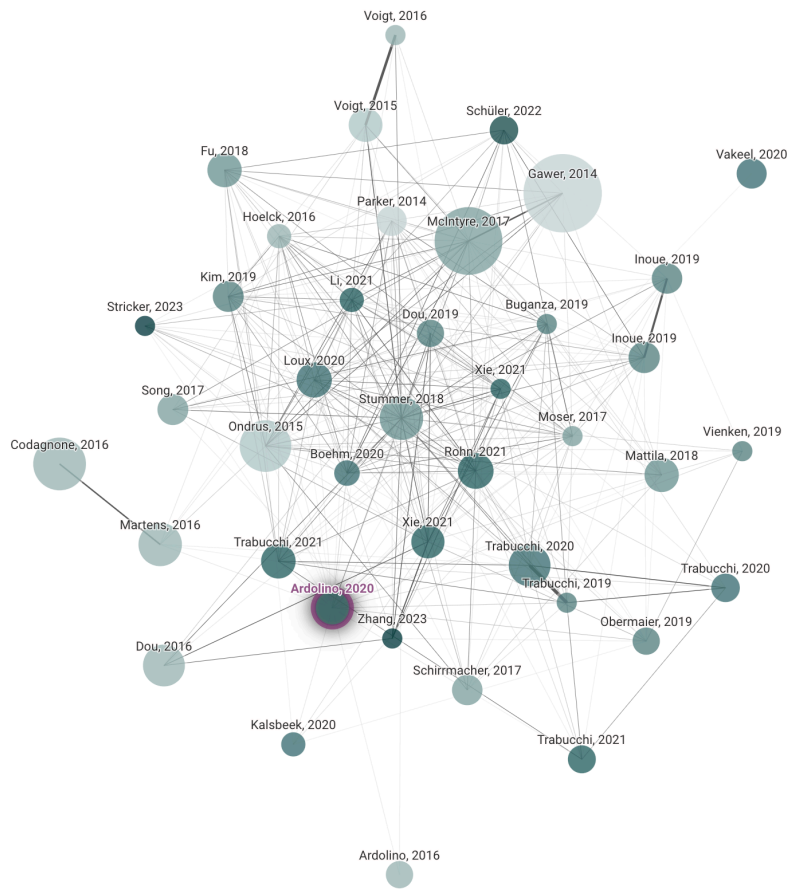 Voigt, 2016
Voigt, 2015
Schüler, 2022
Fu, 2018
Vakeel, 2020
Gawer, 2014
Parker, 2014
Hoelck, 2016
McIntyre, 2017
Inoue, 2019
Kim, 2019
Li, 2021
Stricker, 2023
Buganza, 2019
Dou, 2019
Inoue, 2019
Loux, 2020
Xie, 2021
Song, 2017
Stummer, 2018
Moser, 2017
Ondrus, 2015
Vienken, 2019
Codagnone, 2016
Boehm, 2020
Rohn, 2021
Mattila, 2018
Martens, 2016
Xie, 2021
Trabucchi, 2021
Trabucchi, 2020
Trabucchi, 2020
Trabucchi, 2019
Ardolino, 2020
Zhang, 2023
Obermaier, 2019
Dou, 2016
Schirrmacher, 2017
Kalsbeek, 2020
Trabucchi, 2021
Ardolino, 2016